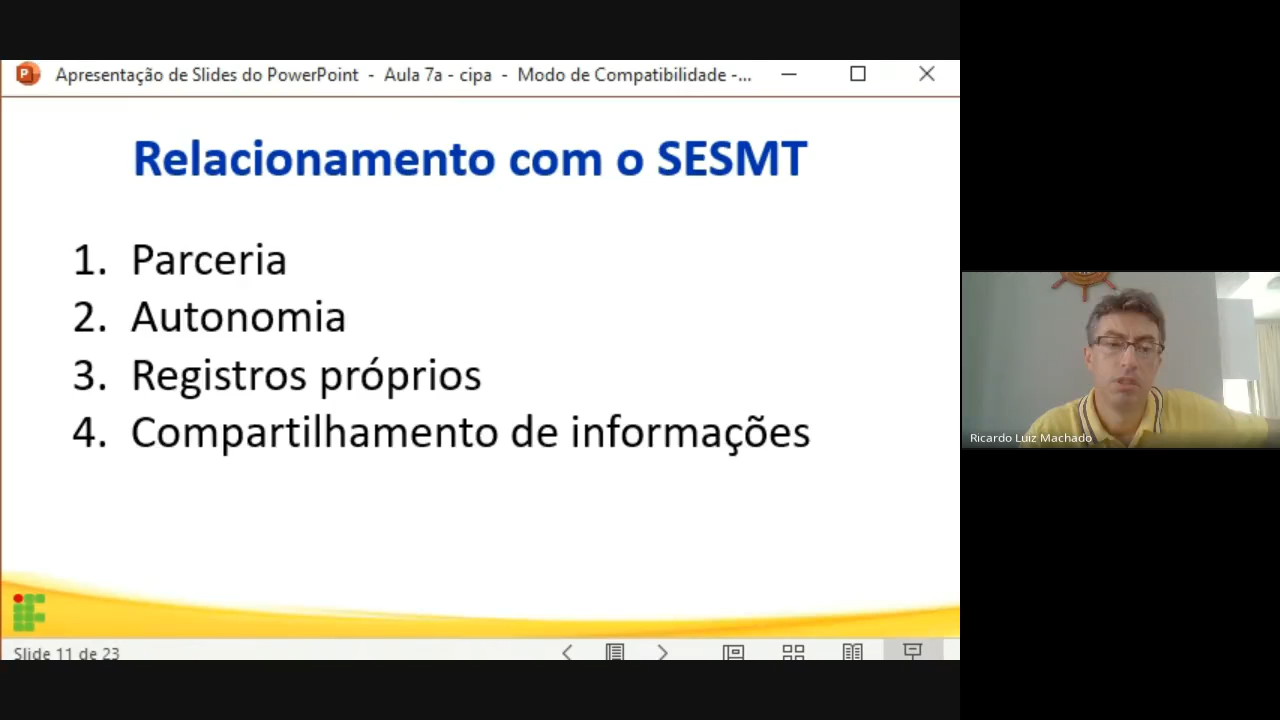 Apresentação de Slides do PowerPoint - Aula 7a - cipa - Modo de Compatibilidade -...
Relacionamento com o SESMT
1. Parceria
2. Autonomia
3. Registros próprios
4. Compartilhamento de informações
Ricardo Luiz Machado
Slide 11 de 23